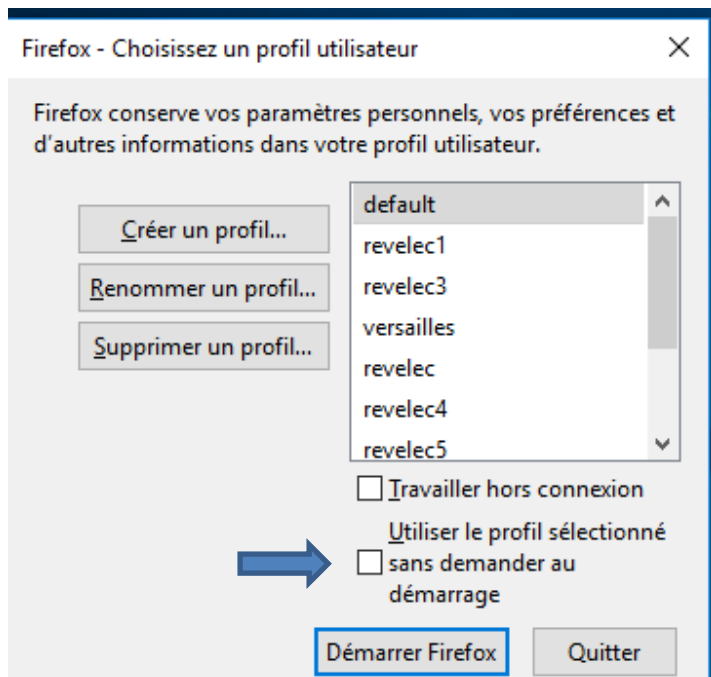 Firefox - Choisissez un profil utilisateur
Firefox conserve vos paramètres personnels, vos préférences et
d'autres informations dans votre profil utilisateur.
Créer un profil...
Renommer un profil...
Supprimer un profil...
default
revelec1
revelec3
versailles
revelec
revelec4
revelec5
Travailler hors connexion
Utiliser le profil sélectionné
sans demander au
démarrage
Démarrer Firefox
Quitter